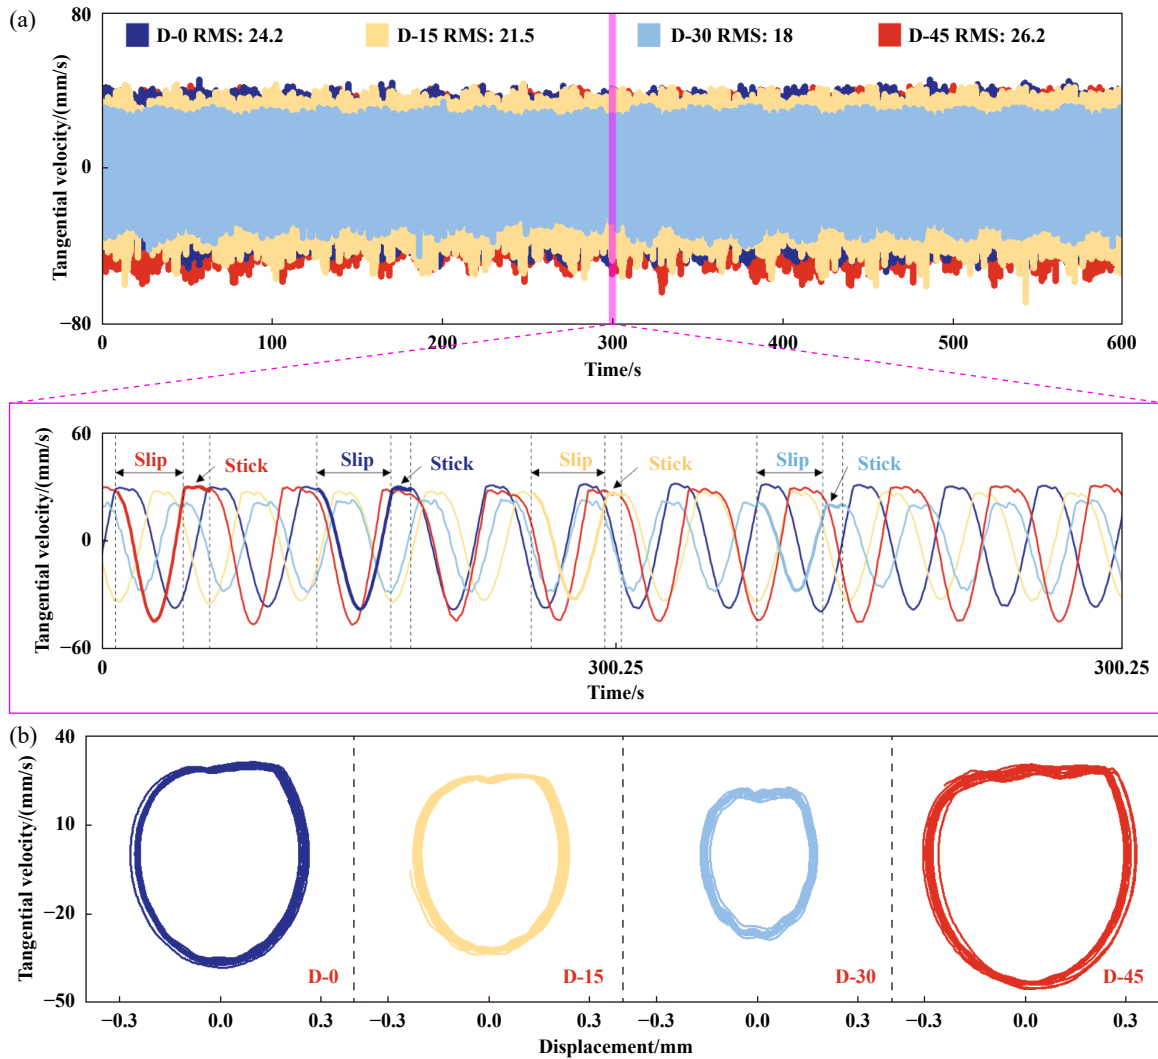 (a)
80
D-0 RMS: 24.2 D-15 RMS: 21.5 D-30 RMS: 18 D-45 RMS: 26.2
Tangential velocity/(mm/s)
0
−80
0 100 200 300 400 500 600
Time/s
60
Slip Stick Slip Stick Slip Stick Slip Stick
Tangential velocity/(mm/s)
0
−60
0 300.25 300.25
Time/s
(b)
40
Tangential velocity/(mm/s)
10
−20
−50
D-0 D-15 D-30 D-45
−0.3 0.0 0.3 −0.3 0.0 0.3 −0.3 0.0 0.3 −0.3 0.0 0.3
Displacement/mm